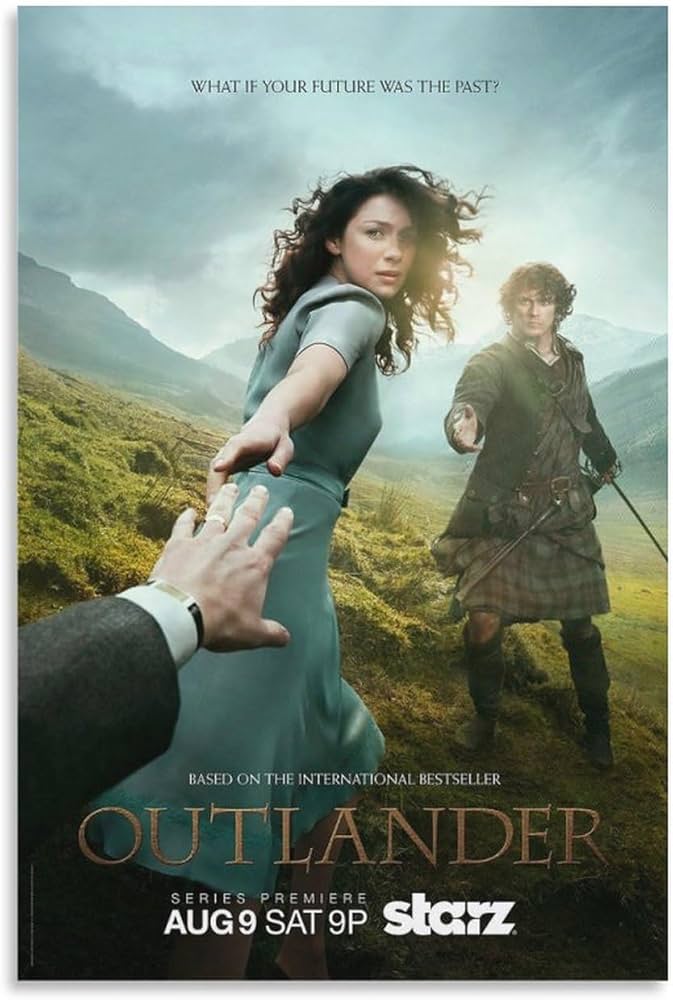 WHAT IF YOUR FUTURE WAS THE PAST?
BASED ON THE INTERNATIONAL BESTSELLER
OUTLANDER
SERIES PREMIERE
AUG 9 SAT 9P starz